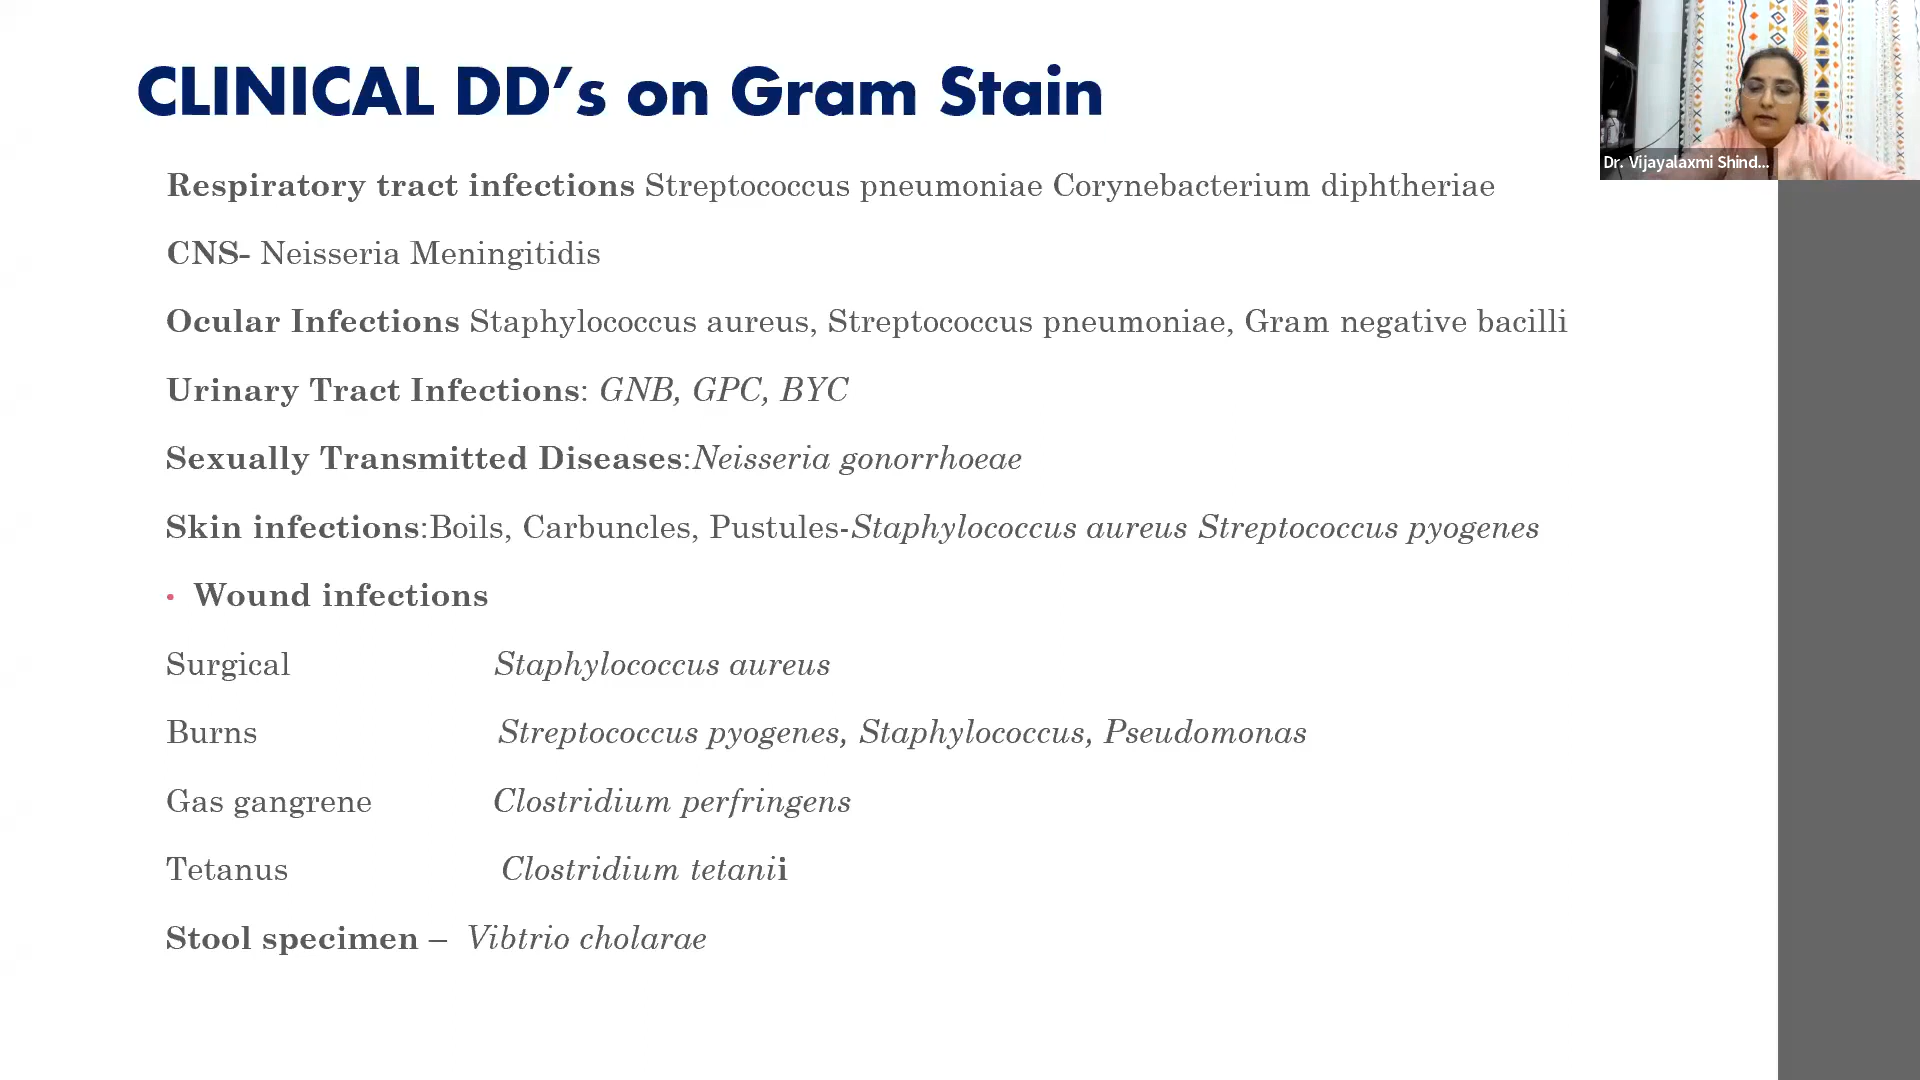 CLINICAL DD’s on Gram Stain
Dr. Vijayalaxmi Shind...
Respiratory tract infections Streptococcus pneumoniae Corynebacterium diphtheriae
CNS- Neisseria Meningitidis
Ocular Infections Staphylococcus aureus, Streptococcus pneumoniae, Gram negative bacilli
Urinary Tract Infections: GNB, GPC, BYC
Sexually Transmitted Diseases:Neisseria gonorrhoeae
Skin infections:Boils, Carbuncles, Pustules-Staphylococcus aureus Streptococcus pyogenes
• Wound infections
Surgical Staphylococcus aureus
Burns Streptococcus pyogenes, Staphylococcus, Pseudomonas
Gas gangrene Clostridium perfringens
Tetanus Clostridium tetanii
Stool specimen – Vibtrio cholarae